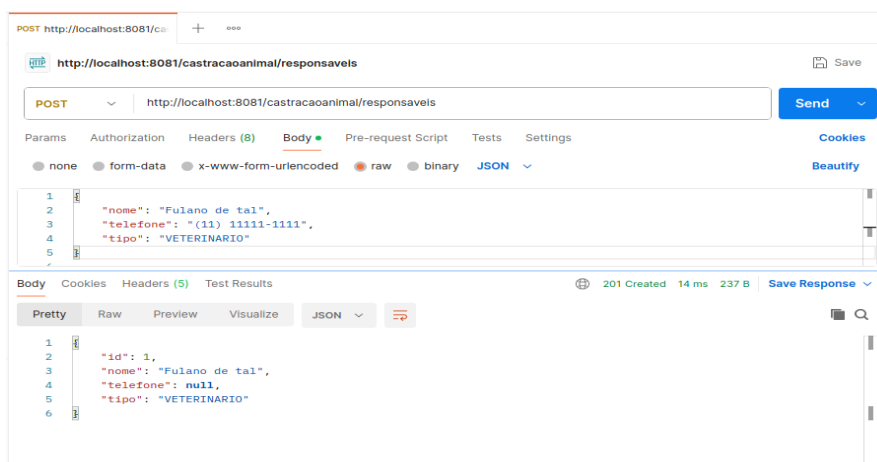 POST http://localhost:8081/ca
HTTP http://localhost:8081/castracaoanimal/responsaveis Save
POST http://localhost:8081/castracaoanimal/responsaveis Send
Params Authorization Headers (8) Body Pre-request Script Tests Settings Cookies
none form-data x-www-form-urlencoded raw binary JSON Beautify
1 {
2 "nome": "Fulano de tal",
3 "telefone": "(11) 11111-1111",
4 "tipo": "VETERINARIO"
5 }
Body Cookies Headers (5) Test Results 201 Created 14 ms 237 B Save Response
Pretty Raw Preview Visualize JSON
1 {
2 "id": 1,
3 "nome": "Fulano de tal",
4 "telefone": null,
5 "tipo": "VETERINARIO"
6 }